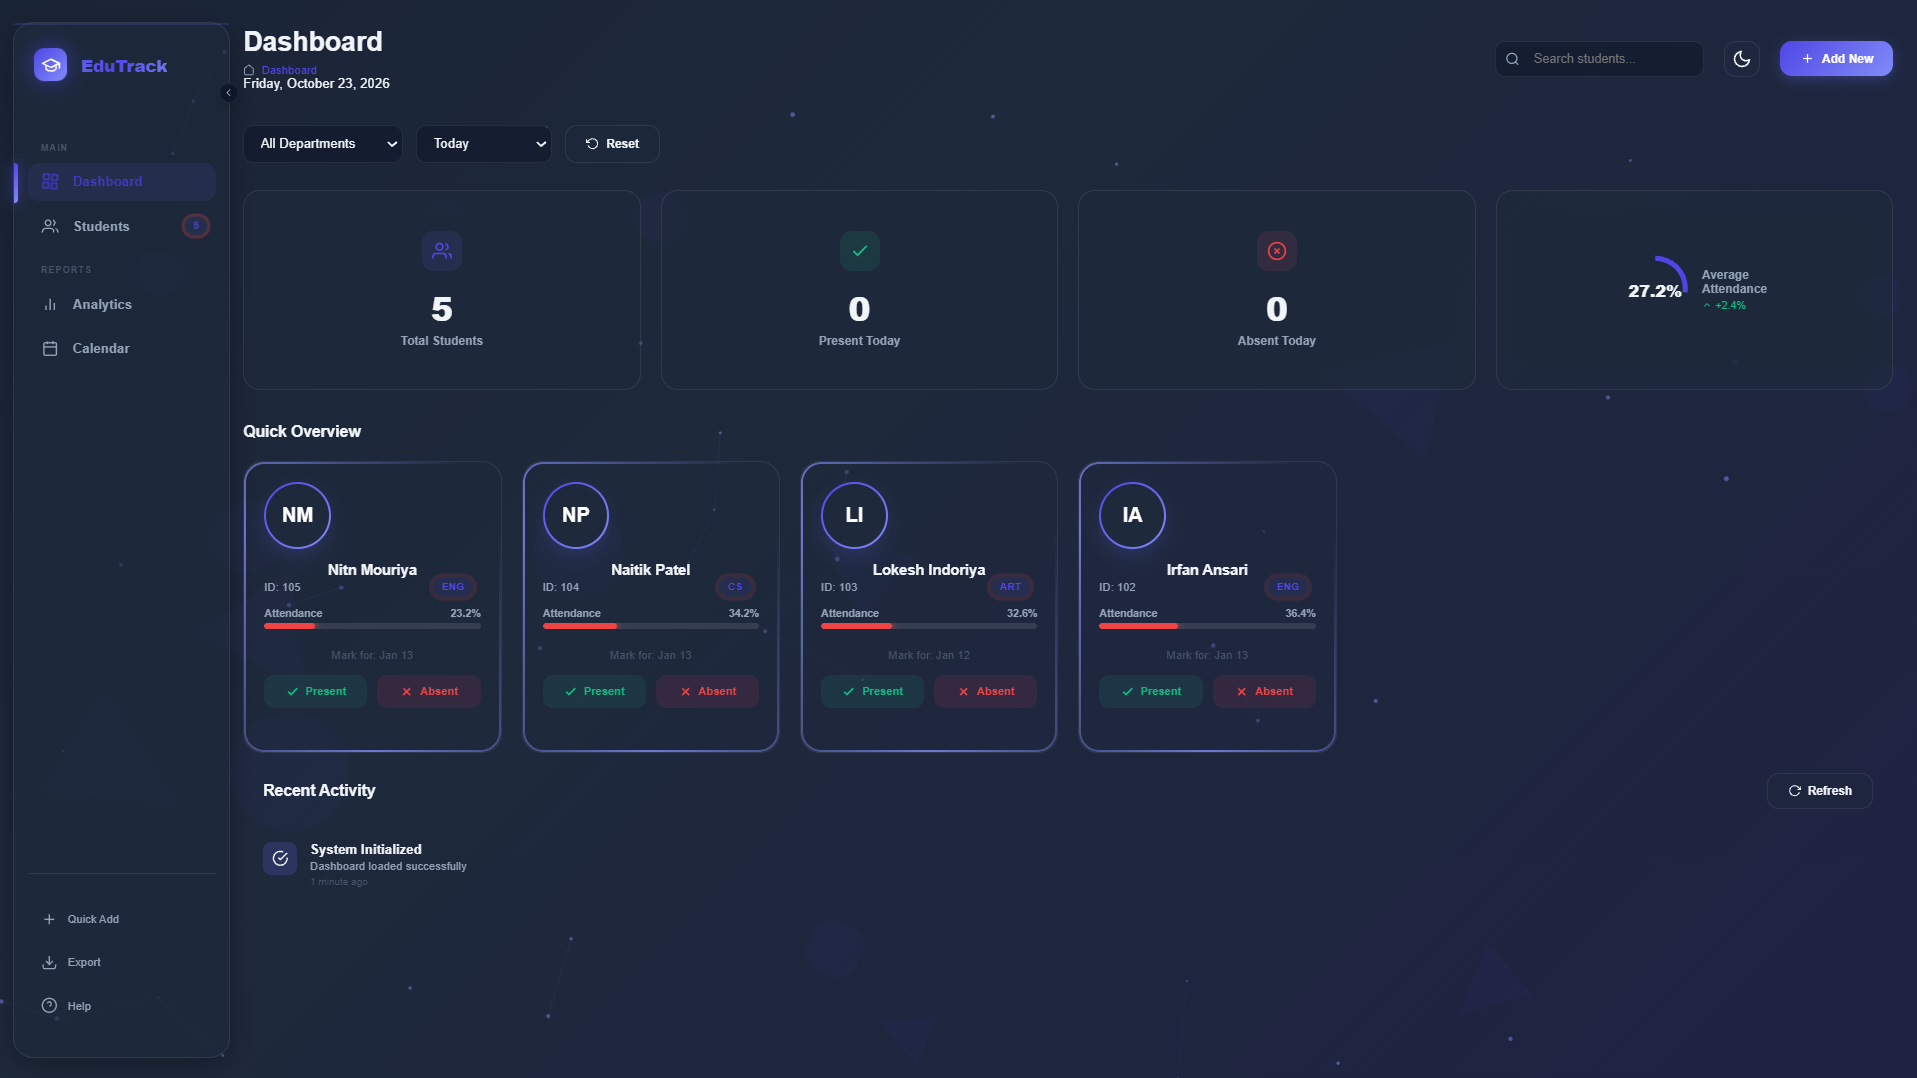 EduTrack
MAIN
Dashboard
Students
5
REPORTS
Analytics
Calendar
Quick Add
Export
Help
Dashboard
Dashboard
Friday, October 23, 2026
Search students...
Add New
All Departments
Today
Reset
5
Total Students
0
Present Today
0
Absent Today
27.2%
Average
Attendance
+2.4%
Quick Overview
NM
Nitn Mouriya
ID: 105
ENG
Attendance
23.2%
Mark for: Jan 13
Present
Absent
NP
Naitik Patel
ID: 104
CS
Attendance
34.2%
Mark for: Jan 13
Present
Absent
LI
Lokesh Indoriya
ID: 103
ART
Attendance
32.6%
Mark for: Jan 12
Present
Absent
IA
Irfan Ansari
ID: 102
ENG
Attendance
36.4%
Mark for: Jan 13
Present
Absent
Recent Activity
Refresh
System Initialized
Dashboard loaded successfully
1 minute ago